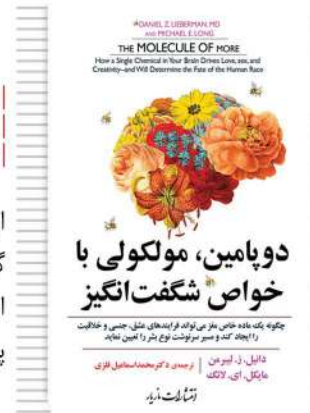 DANIEL Z. LIEBERMAN, MD
AND MICHAEL E. LONG
THE MOLECULE OF MORE
How a Single Chemical in Your Brain Drives Love, sex, and
Creativity—and Will Determine the Fate of the Human Race
دوپامین، مولکولی با
خواص شگفت‌انگیز
چگونه یک ماده خاص مغز می‌تواند فرایندهای عشق، جنسی و خلاقیت
را ایجاد کند و مسیر سرنوشت نوع بشر را تعیین نماید
دانیل. ز. لیبرمن
مایکل. ای. لانگ
ترجمه‌ی دکتر محمداسماعیل فلزی
انتشارات مازیار